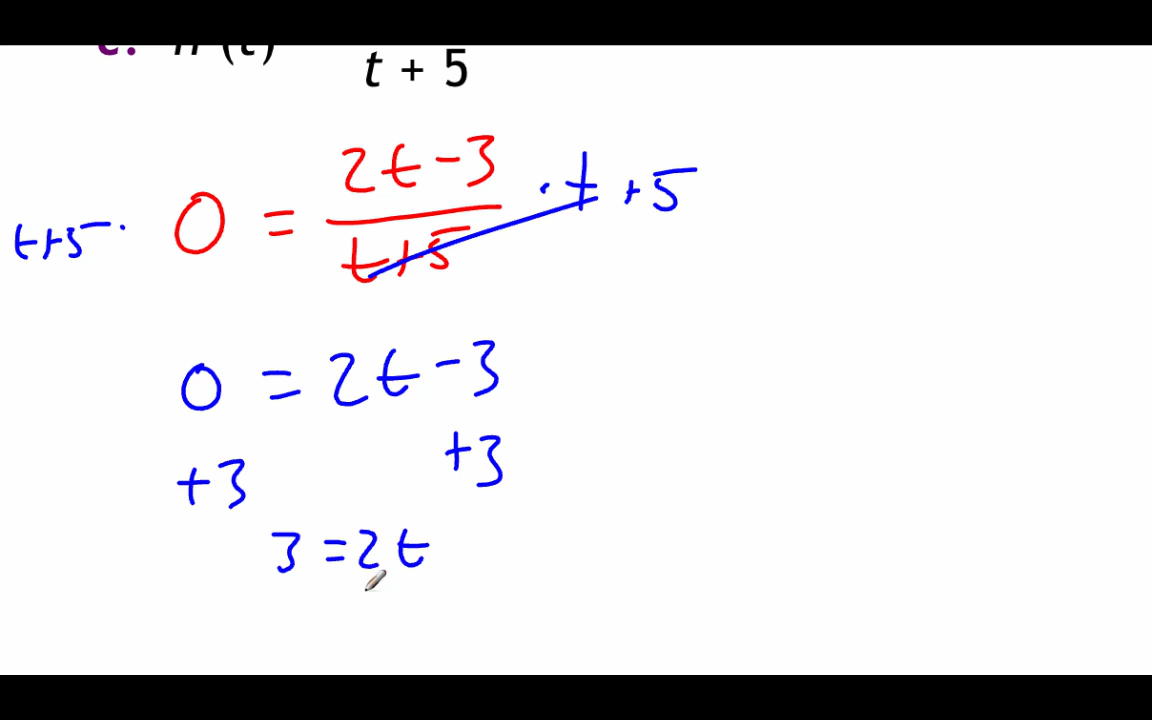 c. h(t)
t + 5
2t - 3 · t + 5
t+5 · 0 =
t+5
0 = 2t - 3
+3 +3
3 = 2t